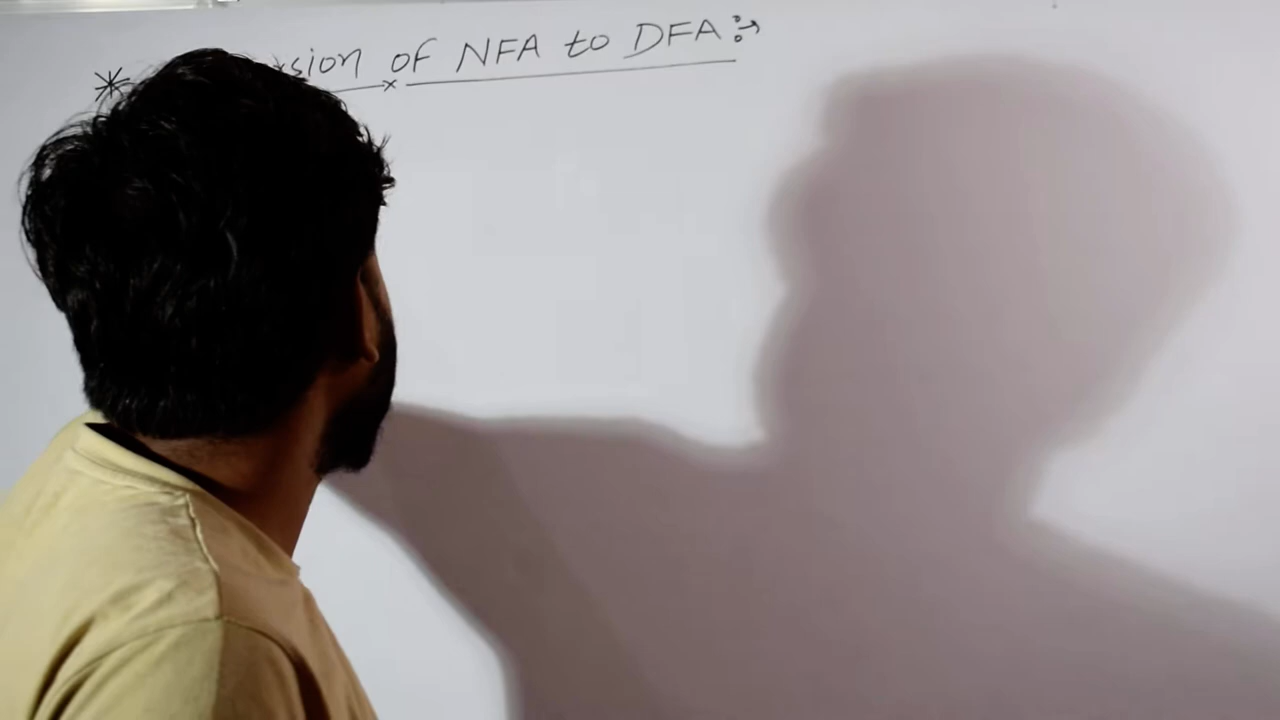 * sion of NFA to DFA :→